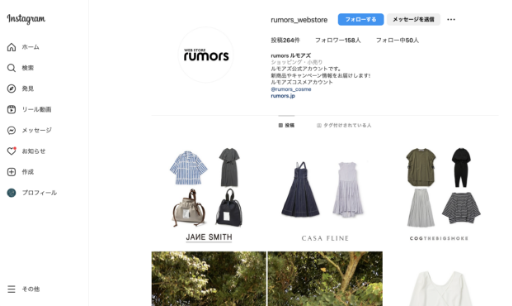 Instagram
ホーム
検索
発見
リール動画
メッセージ
お知らせ
作成
プロフィール
その他
rumors_webstore
フォローする
メッセージを送信
投稿264件
フォロワー158人
フォロー中50人
WEB STORE
rumors
rumors ルモアズ
ショッピング・小売り
ルモアズ公式アカウントです。
新商品やキャンペーン情報をお届けします!
ルモアズコスメアカウント
@rumors_cosme
rumors.jp
投稿
タグ付けされている人
JANE SMITH
CASA FLINE
COGTHEBIGSMOKE